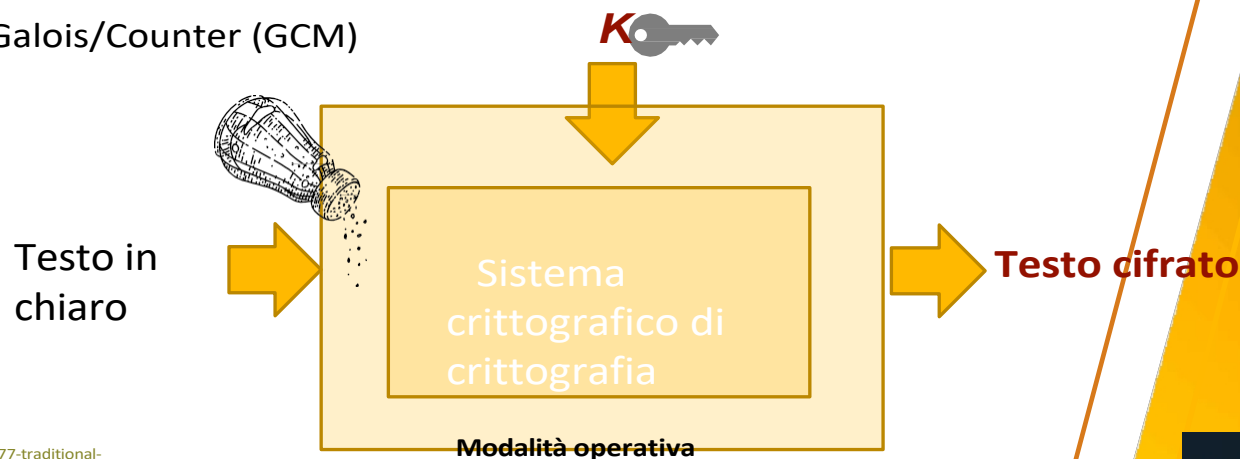 Galois/Counter (GCM)
K
Testo in
chiaro
Sistema
crittografico di
crittografia
Testo cifrato
Modalità operativa
77-traditional-